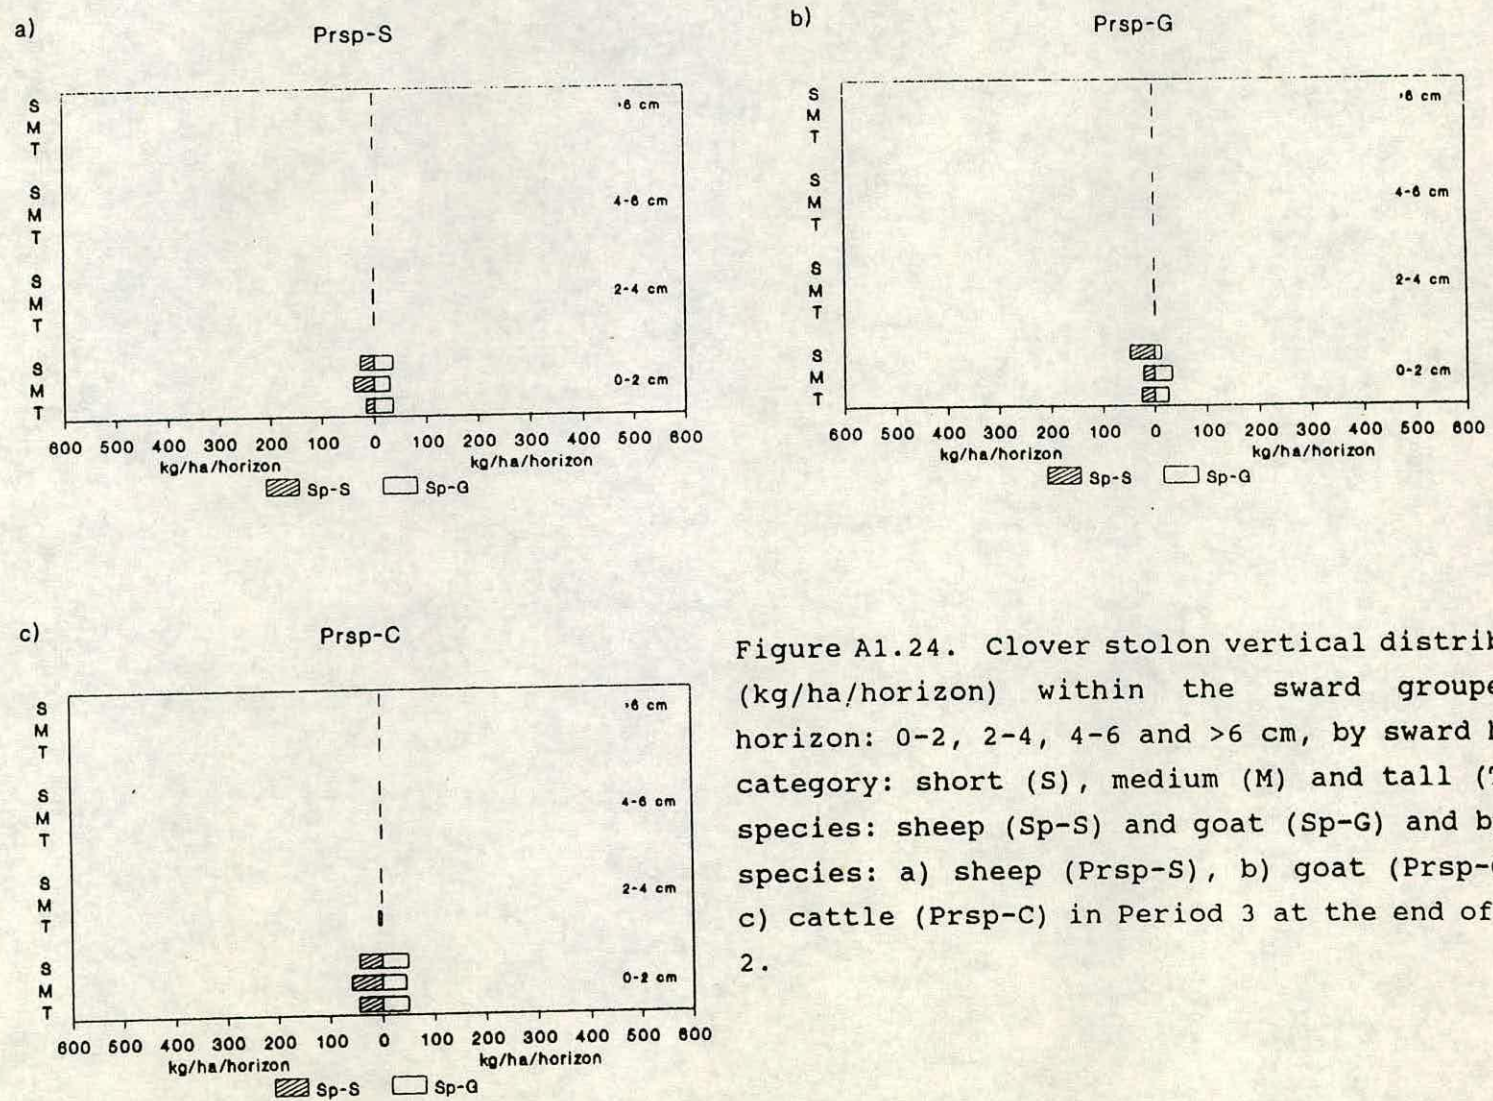 a)
Prsp-S
S
M
T
>6 cm
S
M
T
4-6 cm
S
M
T
2-4 cm
S
M
T
0-2 cm
600 500 400 300 200 100 0 100 200 300 400 500 600
kg/ha/horizon kg/ha/horizon
Sp-S Sp-G
b)
Prsp-G
S
M
T
>6 cm
S
M
T
4-6 cm
S
M
T
2-4 cm
S
M
T
0-2 cm
600 500 400 300 200 100 0 100 200 300 400 500 600
kg/ha/horizon kg/ha/horizon
Sp-S Sp-G
c)
Prsp-C
S
M
T
>6 cm
S
M
T
4-6 cm
S
M
T
2-4 cm
S
M
T
0-2 cm
600 500 400 300 200 100 0 100 200 300 400 500 600
kg/ha/horizon kg/ha/horizon
Sp-S Sp-G
Figure A1.24. Clover stolon vertical distrib
(kg/ha/horizon) within the sward groupe
horizon: 0-2, 2-4, 4-6 and >6 cm, by sward
category: short (S), medium (M) and tall
species: sheep (Sp-S) and goat (Sp-G) and b
species: a) sheep (Prsp-S), b) goat (Prsp-
c) cattle (Prsp-C) in Period 3 at the end of
2.